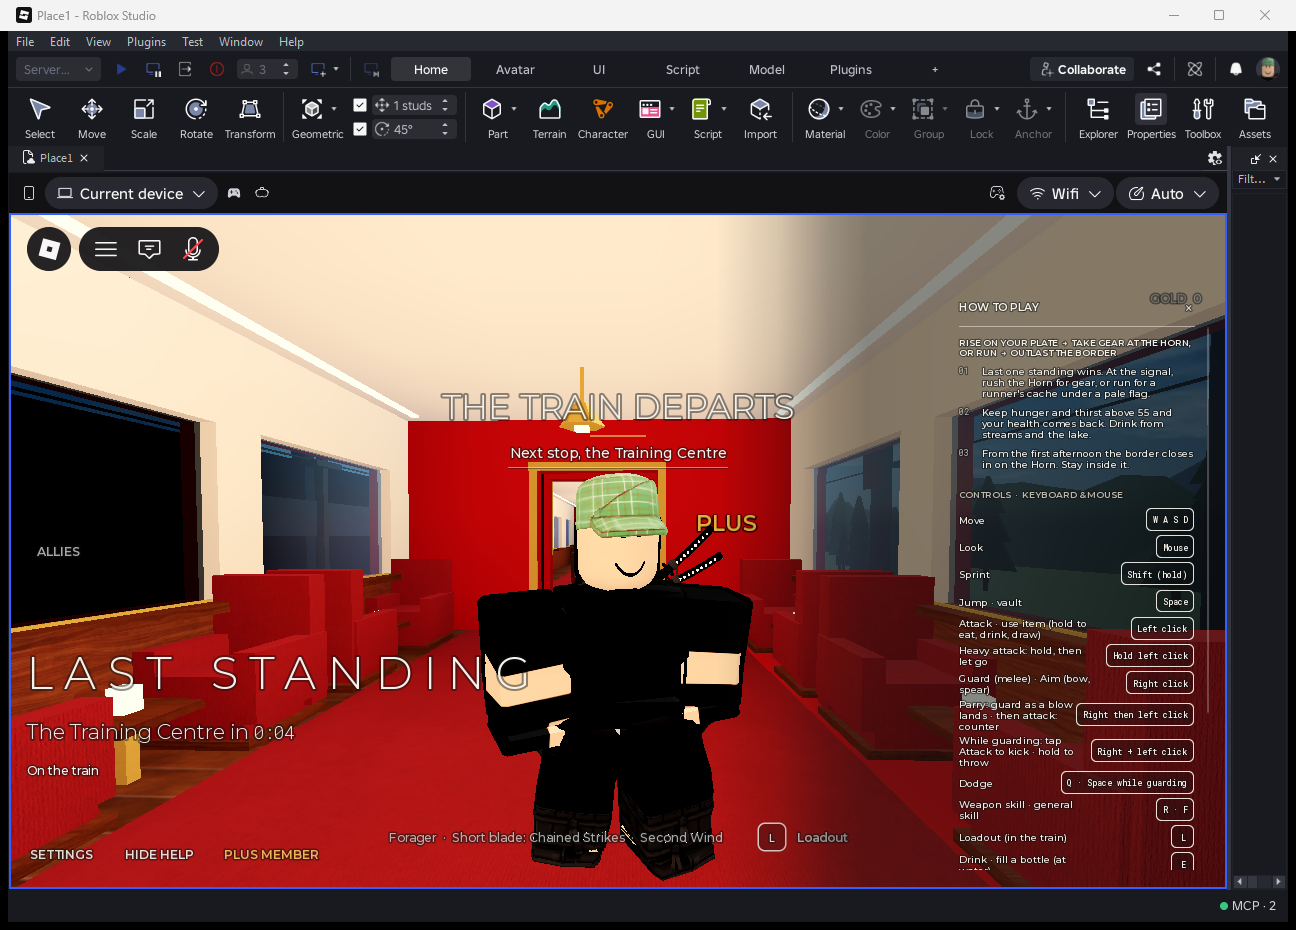 Place1 - Roblox Studio
File Edit View Plugins Test Window Help
Server... 3 Home Avatar UI Script Model Plugins + Collaborate
1 studs
45°
Select Move Scale Rotate Transform Geometric Part Terrain Character GUI Script Import Material Color Group Lock Anchor Explorer Properties Toolbox Assets
Place1
Filt...
Current device Wifi Auto
GOLD 0
HOW TO PLAY
RISE ON YOUR PLATE → TAKE GEAR AT THE HORN,
OR RUN → OUTLAST THE BORDER
01 Last one standing wins. At the signal,
rush the Horn for gear, or run for a
runner's cache under a pale flag.
02 Keep hunger and thirst above 55 and
your health comes back. Drink from
streams and the lake.
03 From the first afternoon the border closes
in on the Horn. Stay inside it.
CONTROLS · KEYBOARD & MOUSE
Move W A S D
Look Mouse
Sprint Shift (hold)
Jump · vault Space
Attack · use item (hold to
eat, drink, draw) Left click
Heavy attack: hold, then
let go Hold left click
Guard (melee) · Aim (bow,
spear) Right click
Parry: guard as a blow
lands · then attack:
counter Right then left click
While guarding: tap
Attack to kick · hold to
throw Right + left click
Dodge Q · Space while guarding
Weapon skill · general
skill R · F
Loadout (in the train) L
Drink · fill a bottle (at
water) E
THE TRAIN DEPARTS
Next stop, the Training Centre
PLUS
ALLIES
LAST STANDING
The Training Centre in 0:04
On the train
Forager · Short blade: Chained Strikes · Second Wind L Loadout
SETTINGS HIDE HELP PLUS MEMBER
MCP · 2